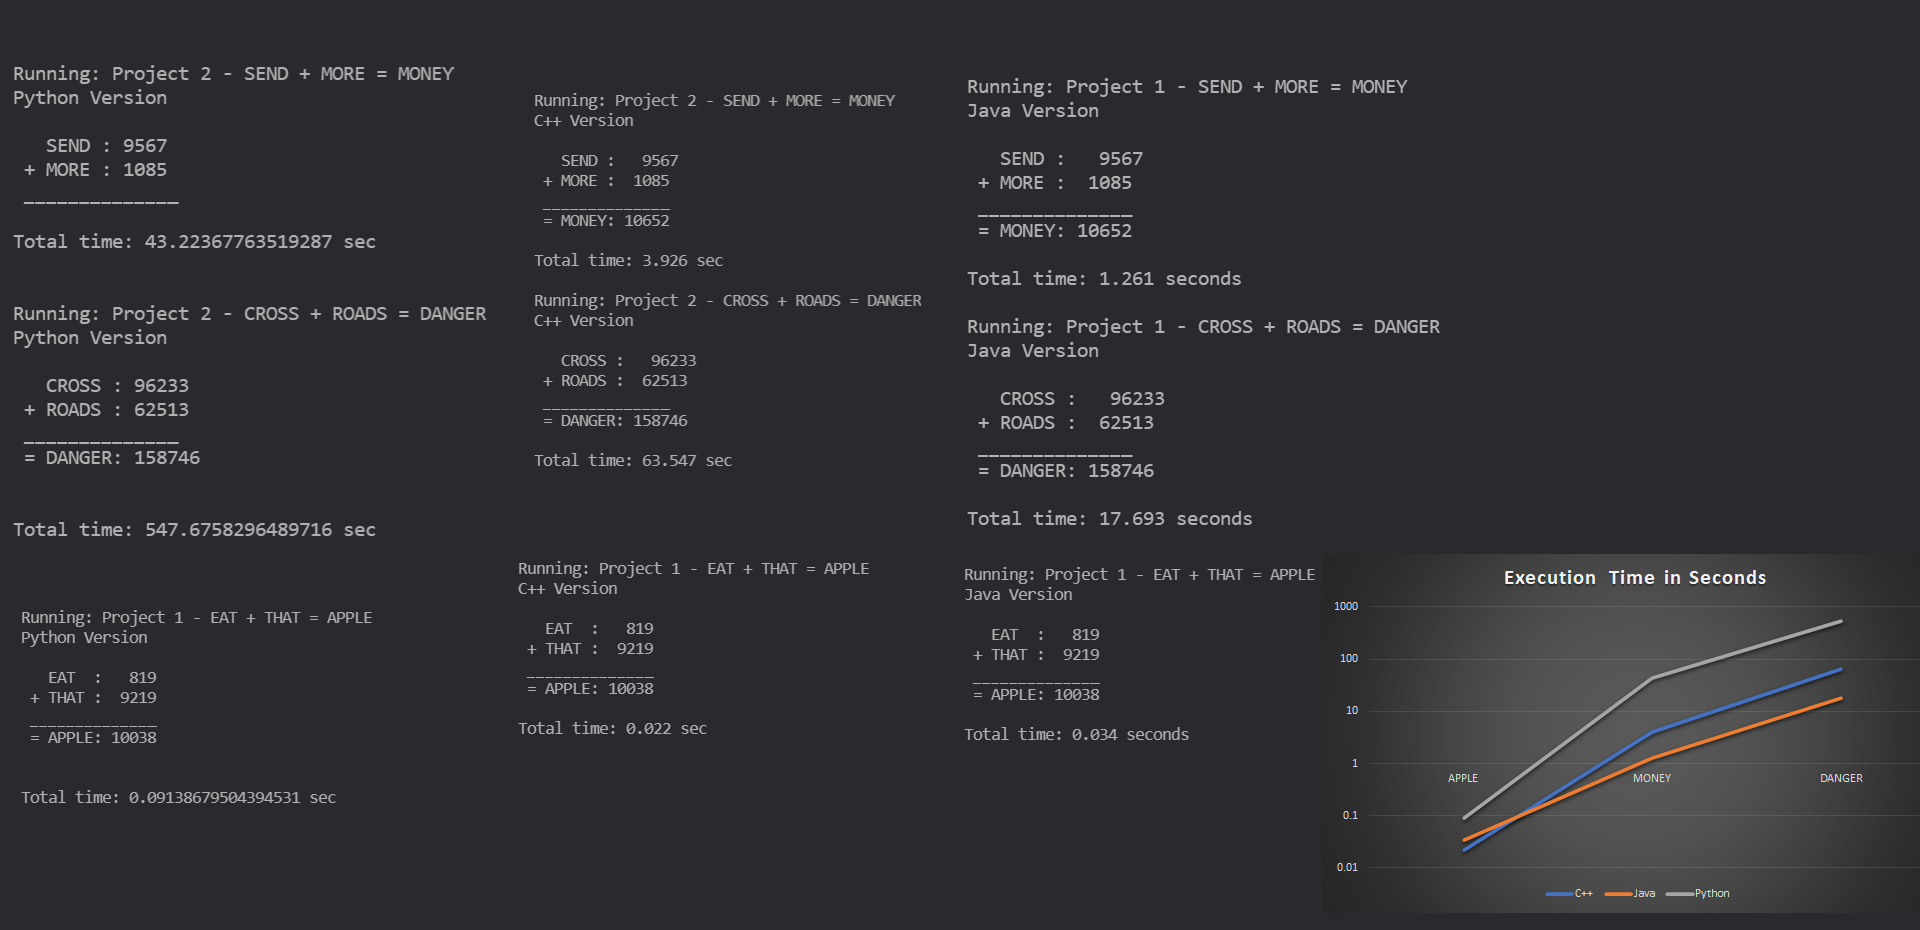 Running: Project 2 - SEND + MORE = MONEY
Python Version
SEND : 9567
+ MORE : 1085
______________
Total time: 43.22367763519287 sec
Running: Project 2 - CROSS + ROADS = DANGER
Python Version
CROSS : 96233
+ ROADS : 62513
______________
= DANGER: 158746
Total time: 547.6758296489716 sec
Running: Project 1 - EAT + THAT = APPLE
Python Version
EAT  :   819
+ THAT :  9219
______________
= APPLE: 10038
Total time: 0.09138679504394531 sec
Running: Project 2 - SEND + MORE = MONEY
C++ Version
SEND :   9567
+ MORE :  1085
______________
= MONEY: 10652
Total time: 3.926 sec
Running: Project 2 - CROSS + ROADS = DANGER
C++ Version
CROSS :   96233
+ ROADS :  62513
______________
= DANGER: 158746
Total time: 63.547 sec
Running: Project 1 - EAT + THAT = APPLE
C++ Version
EAT  :   819
+ THAT :  9219
______________
= APPLE: 10038
Total time: 0.022 sec
Running: Project 1 - SEND + MORE = MONEY
Java Version
SEND :   9567
+ MORE :  1085
______________
= MONEY: 10652
Total time: 1.261 seconds
Running: Project 1 - CROSS + ROADS = DANGER
Java Version
CROSS :   96233
+ ROADS :  62513
______________
= DANGER: 158746
Total time: 17.693 seconds
Running: Project 1 - EAT + THAT = APPLE
Java Version
EAT  :   819
+ THAT :  9219
______________
= APPLE: 10038
Total time: 0.034 seconds
Execution Time in Seconds
1000
100
10
1
APPLE MONEY DANGER
0.1
0.01
C++ Java Python